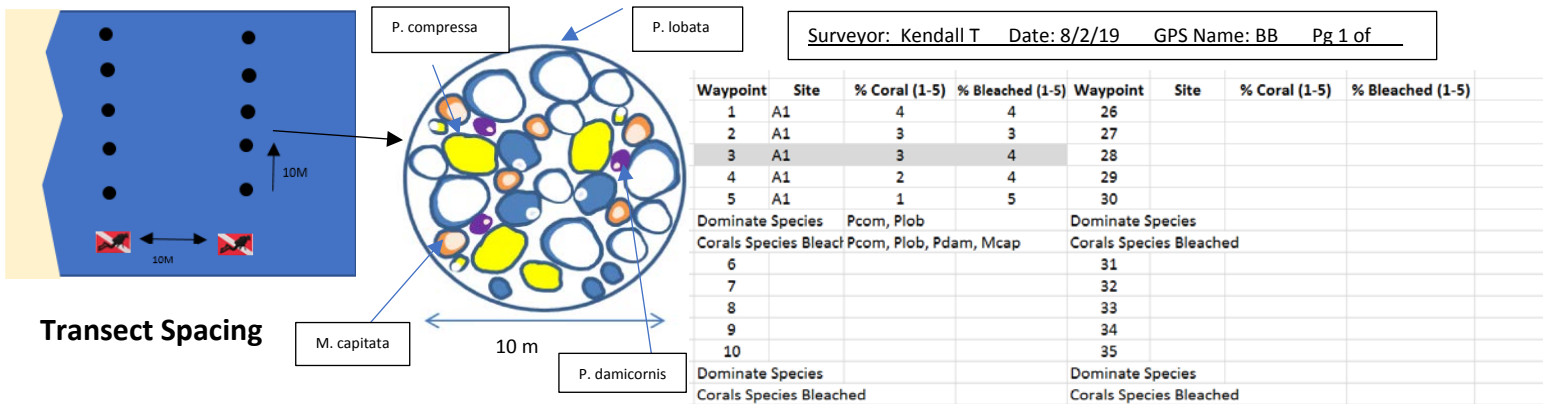 P. compressa
P. lobata
Surveyor: Kendall T Date: 8/2/19 GPS Name: BB Pg 1 of
10M
10M
Transect Spacing
M. capitata
10 m
P. damicornis
Waypoint Site % Coral (1-5) % Bleached (1-5) Waypoint Site % Coral (1-5) % Bleached (1-5)
1 A1 4 4 26
2 A1 3 3 27
3 A1 3 4 28
4 A1 2 4 29
5 A1 1 5 30
Dominate Species Pcom, Plob Dominate Species
Corals Species Bleach Pcom, Plob, Pdam, Mcap Corals Species Bleached
6 31
7 32
8 33
9 34
10 35
Dominate Species Dominate Species
Corals Species Bleached Corals Species Bleached